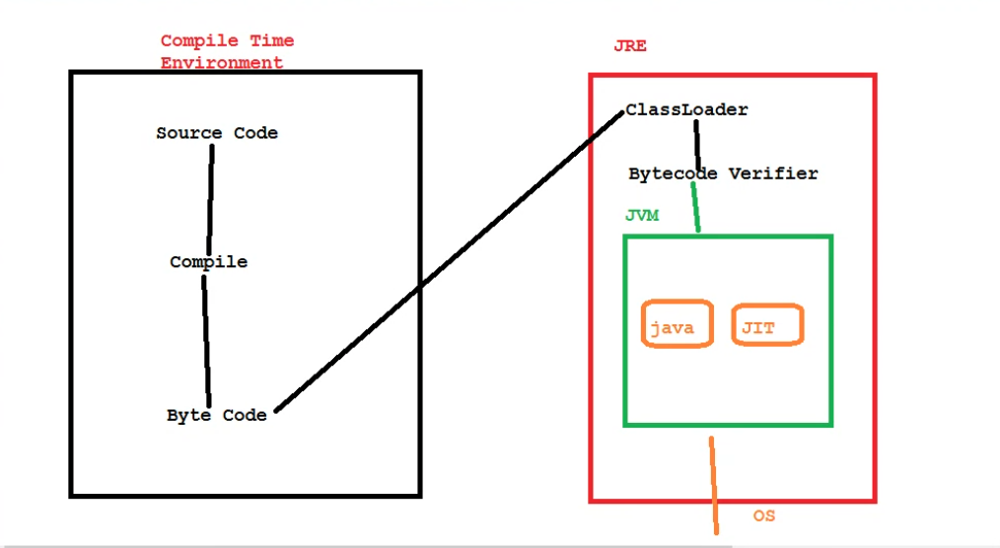 Compile Time
Environment
Source Code
Compile
Byte Code
JRE
ClassLoader
Bytecode Verifier
JVM
java
JIT
OS